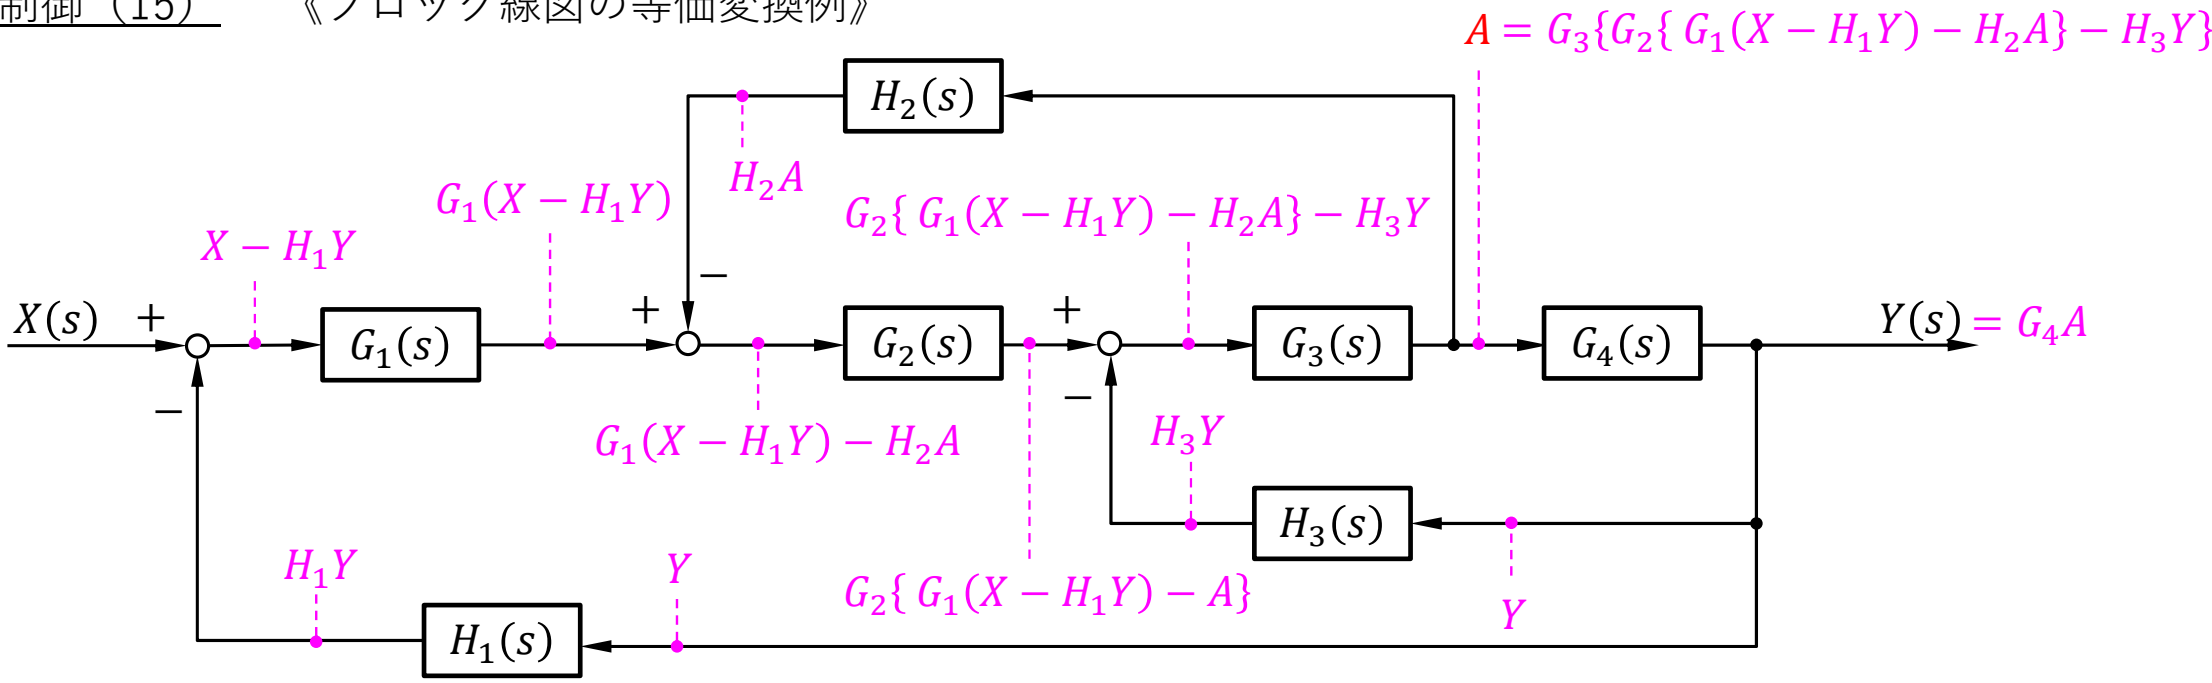 制御（15） 《ブロック線図の等価変換例》
A = G₃{G₂{ G₁(X − H₁Y) − H₂A} − H₃Y}
H₂(s)
H₂A
G₁(X − H₁Y)
G₂{ G₁(X − H₁Y) − H₂A} − H₃Y
X − H₁Y
−
X(s) + G₁(s) + G₂(s) + G₃(s) G₄(s) Y(s) = G₄A
− −
G₁(X − H₁Y) − H₂A
H₃Y
H₃(s)
H₁Y
Y
G₂{ G₁(X − H₁Y) − A}
Y
H₁(s)